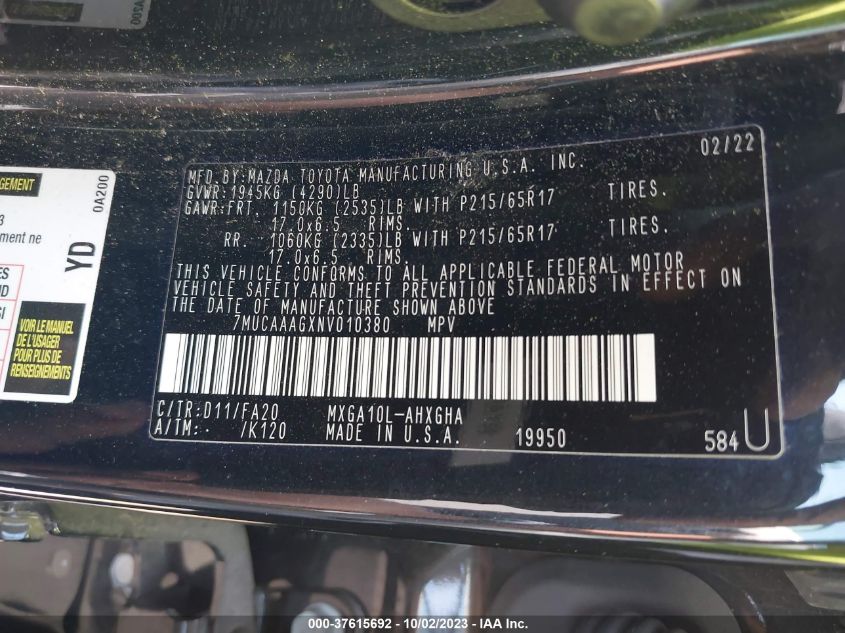 0A200
MFD.BY:MAZDA TOYOTA MANUFACTURING U.S.A. INC. 02/22
GVWR:1945KG (4290)LB
GAWR:FRT. 1150KG (2535)LB WITH P215/65R17 TIRES.
17.0x6.5 RIMS.
RR. 1060KG (2335)LB WITH P215/65R17 TIRES.
17.0x6.5 RIMS.
THIS VEHICLE CONFORMS TO ALL APPLICABLE FEDERAL MOTOR
VEHICLE SAFETY AND THEFT PREVENTION STANDARDS IN EFFECT ON
THE DATE OF MANUFACTURE SHOWN ABOVE
7MUCAAAGXNV010380 MPV
C/TR:D11/FA20 MXGA10L-AHXGHA
A/TM: - /K120 MADE IN U.S.A. 19950 584U
YD
VOIR LE MANUEL
POUR PLUS DE
RENSEIGNEMENTS
000-37615692 - 10/02/2023 - IAA Inc.